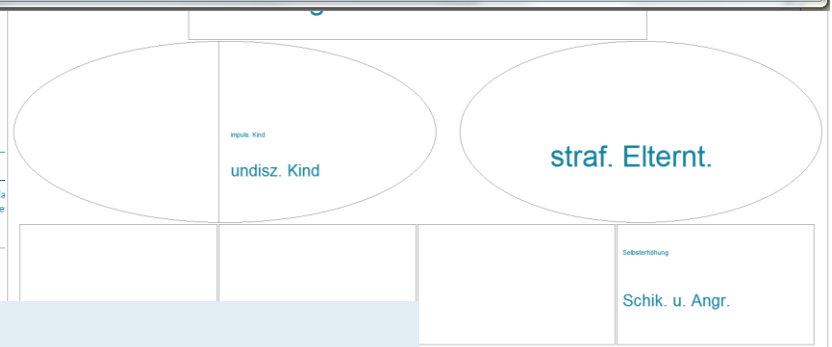 impuls. Kind
undisz. Kind
straf. Elternt.
Selbsterhöhung
Schik. u. Angr.